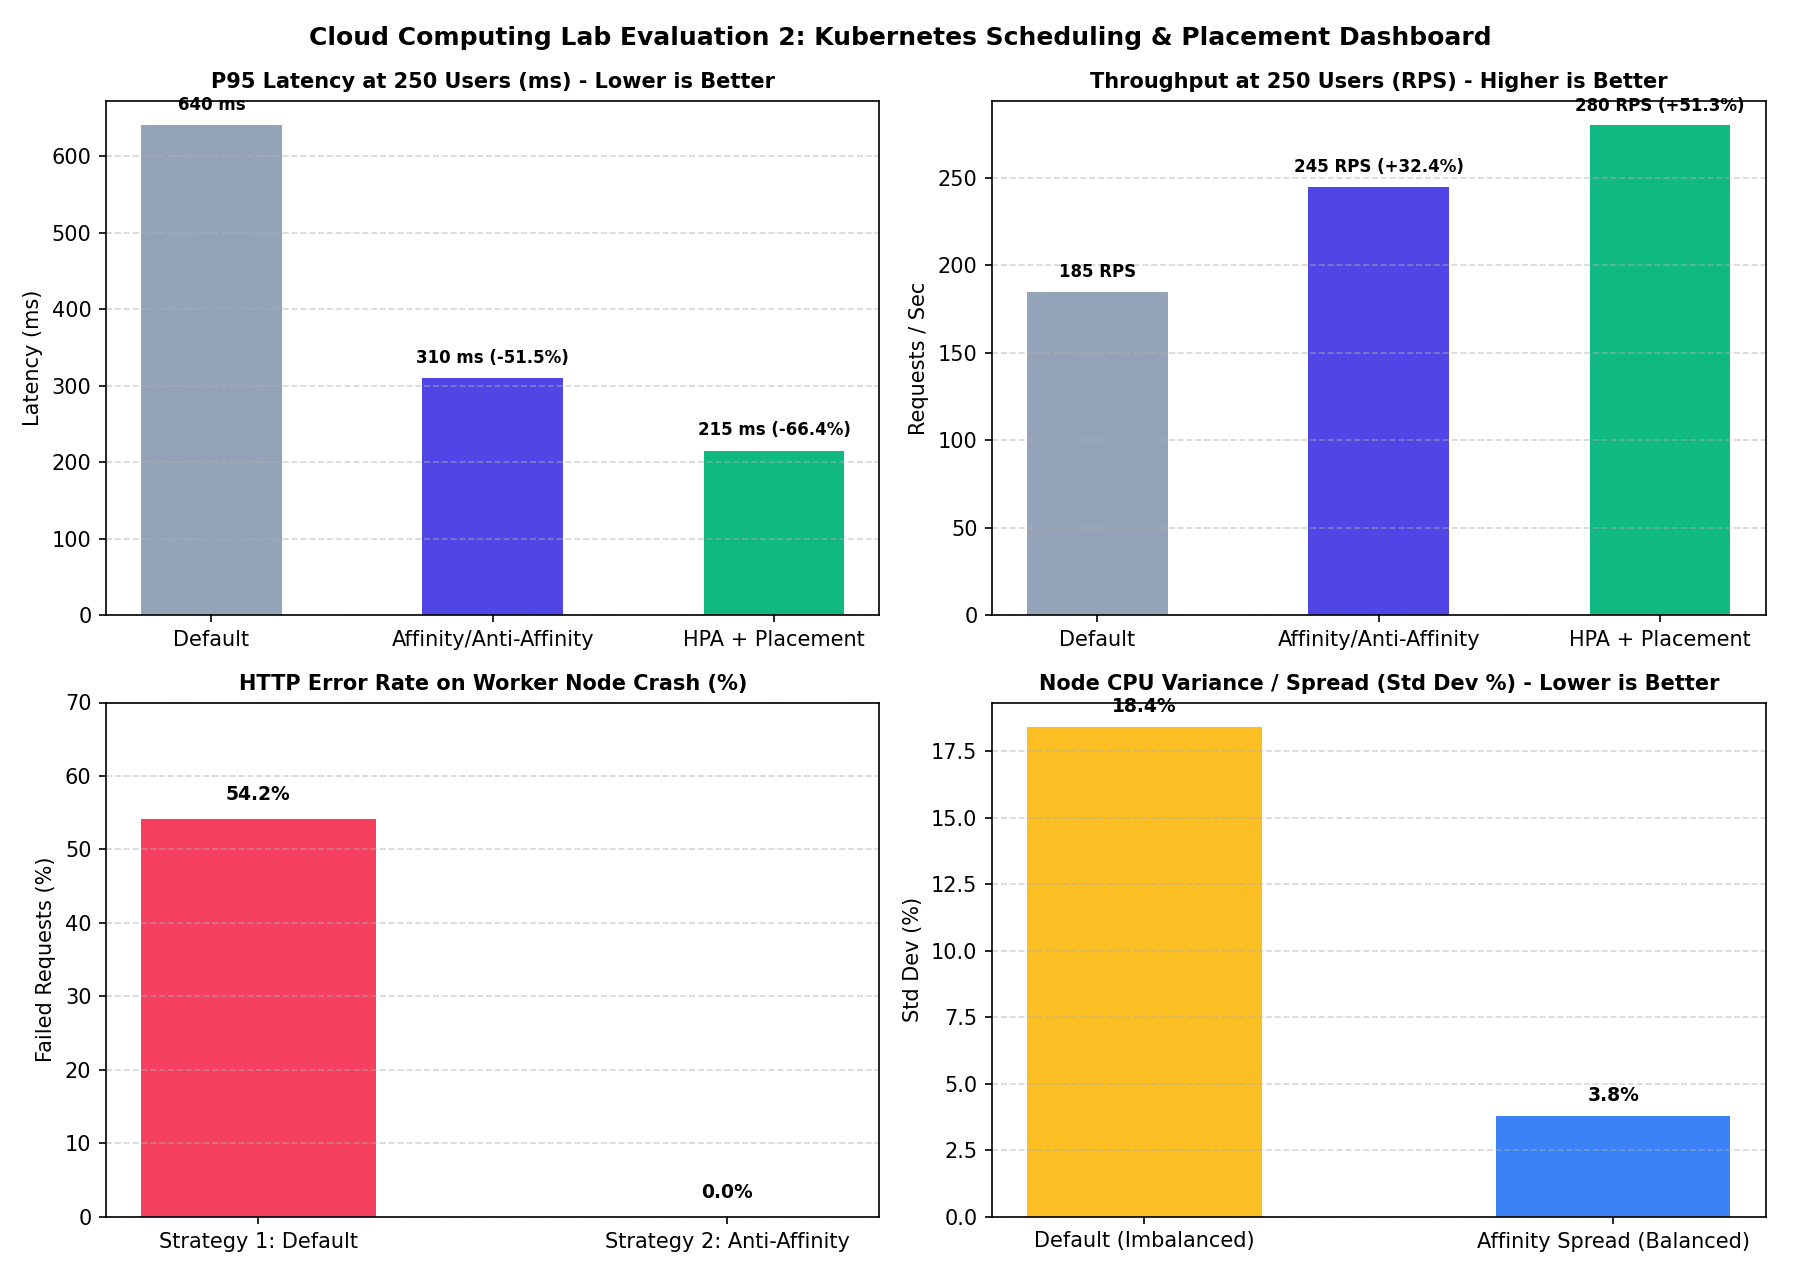 Cloud Computing Lab Evaluation 2: Kubernetes Scheduling & Placement Dashboard
P95 Latency at 250 Users (ms) - Lower is Better
640 ms
310 ms (-51.5%)
215 ms (-66.4%)
600
500
400
300
200
100
0
Latency (ms)
Default
Affinity/Anti-Affinity
HPA + Placement
Throughput at 250 Users (RPS) - Higher is Better
280 RPS (+51.3%)
245 RPS (+32.4%)
185 RPS
250
200
150
100
50
0
Requests / Sec
Default
Affinity/Anti-Affinity
HPA + Placement
HTTP Error Rate on Worker Node Crash (%)
70
60
50
40
30
20
10
0
Failed Requests (%)
54.2%
0.0%
Strategy 1: Default
Strategy 2: Anti-Affinity
Node CPU Variance / Spread (Std Dev %) - Lower is Better
18.4%
3.8%
17.5
15.0
12.5
10.0
7.5
5.0
2.5
0.0
Std Dev (%)
Default (Imbalanced)
Affinity Spread (Balanced)